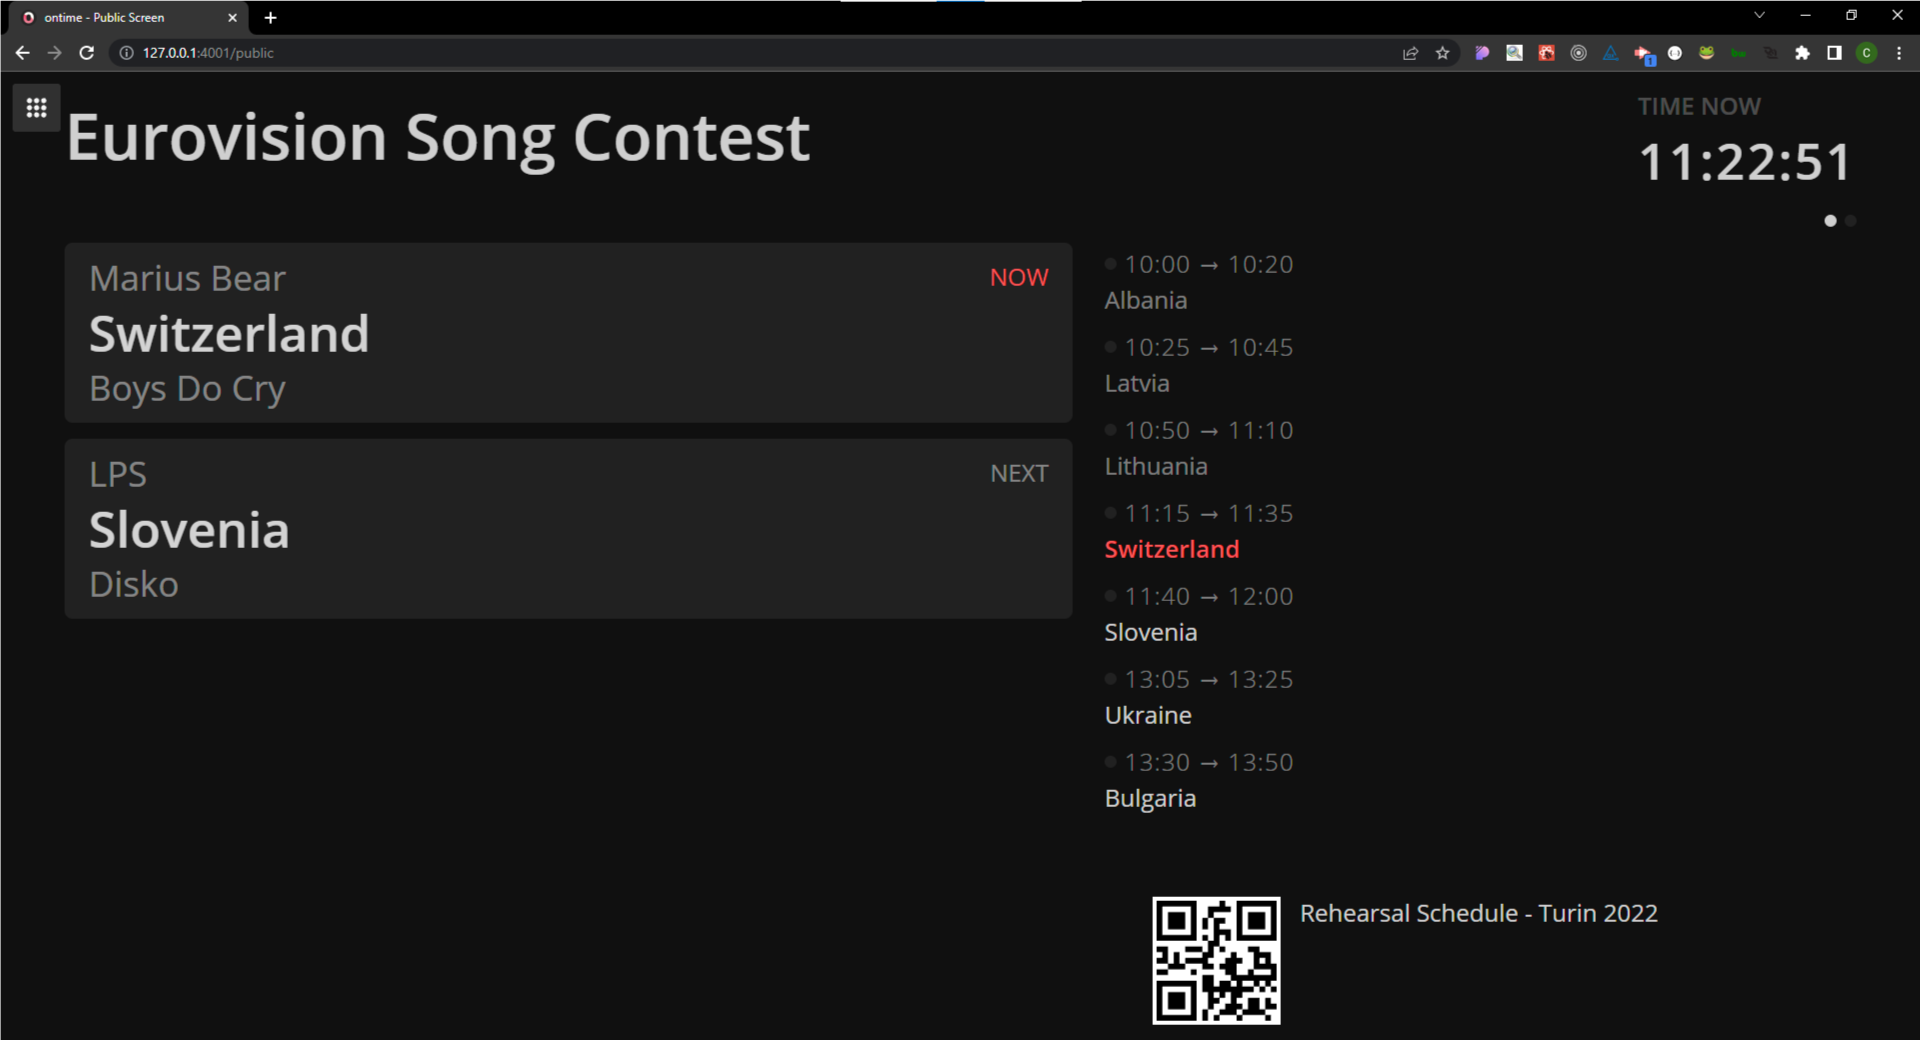 ontime - Public Screen
127.0.0.1:4001/public
1
C
Eurovision Song Contest
TIME NOW
11:22:51
Marius Bear
NOW
Switzerland
Boys Do Cry
LPS
NEXT
Slovenia
Disko
10:00 → 10:20
Albania
10:25 → 10:45
Latvia
10:50 → 11:10
Lithuania
11:15 → 11:35
Switzerland
11:40 → 12:00
Slovenia
13:05 → 13:25
Ukraine
13:30 → 13:50
Bulgaria
Rehearsal Schedule - Turin 2022